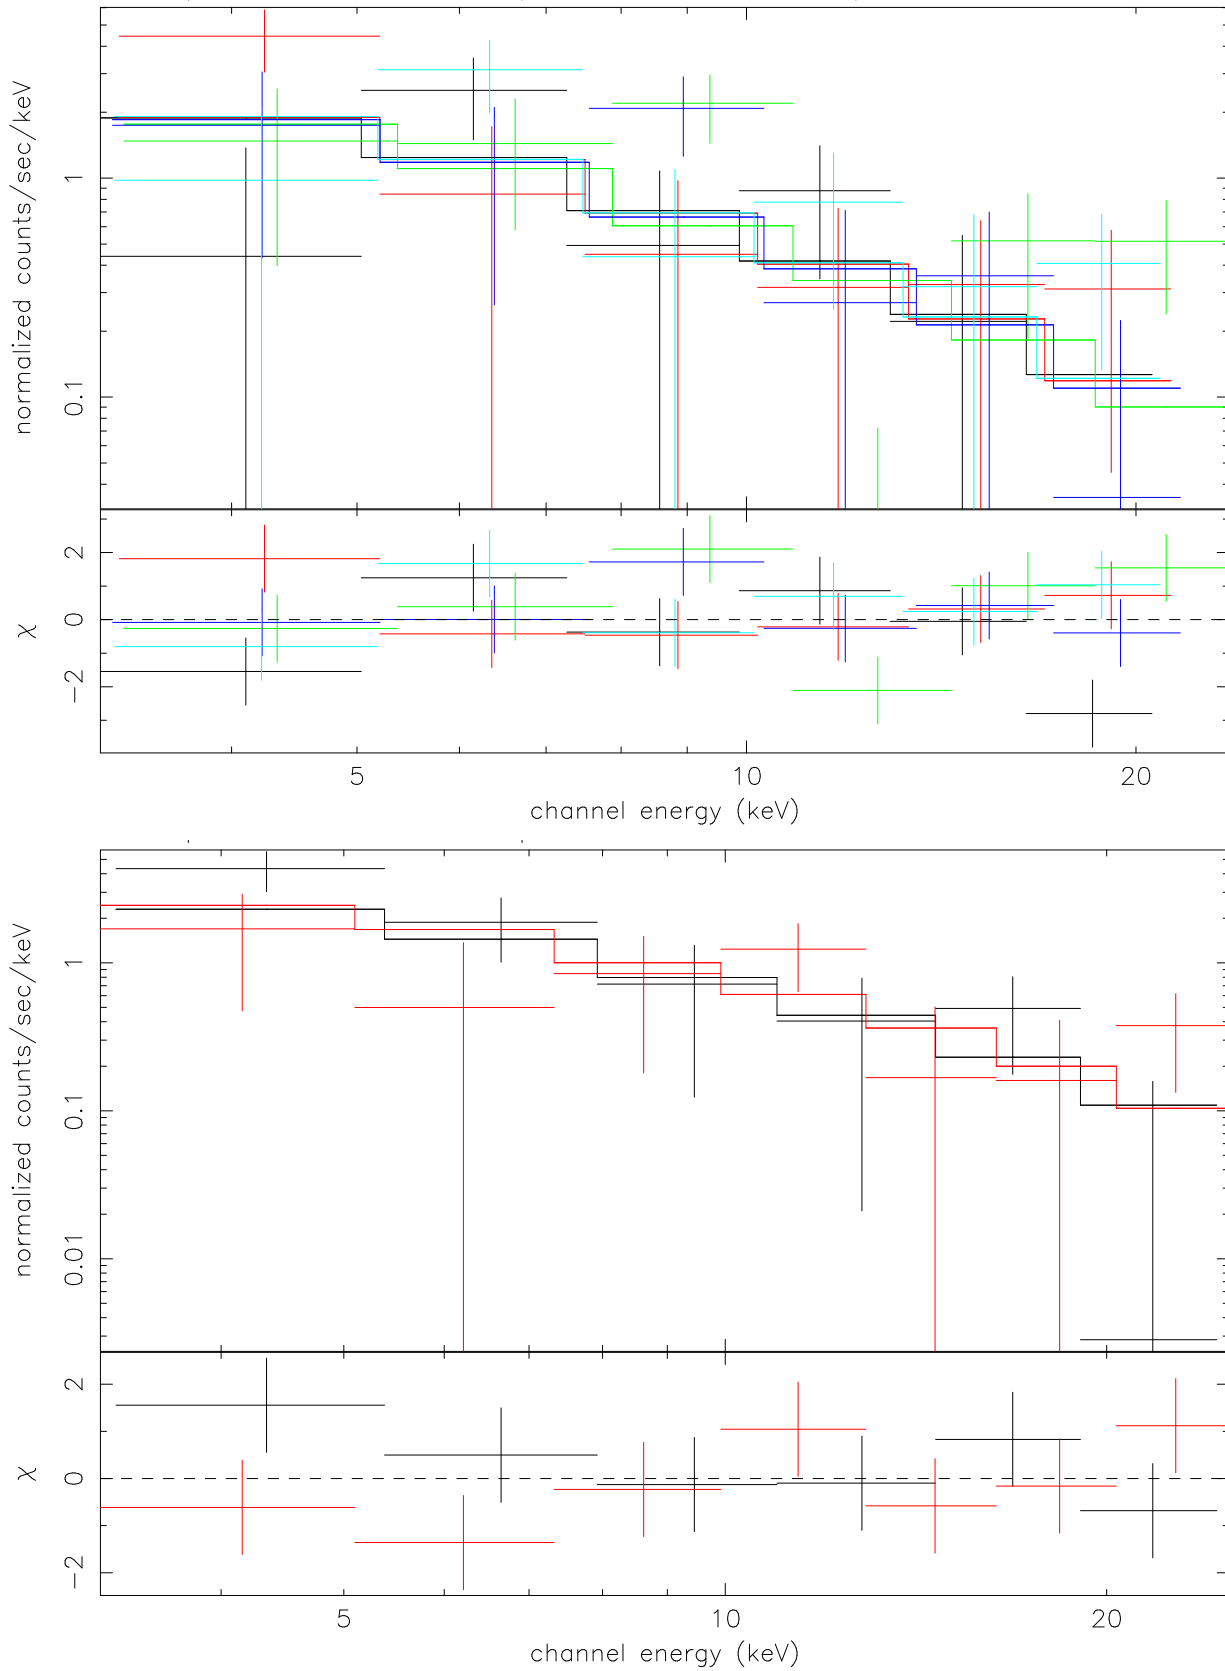 normalized counts/sec/keV
1
0.1
χ
2
0
−2
5
10
20
channel energy (keV)
normalized counts/sec/keV
1
0.1
0.01
χ
2
0
−2
5
10
20
channel energy (keV)